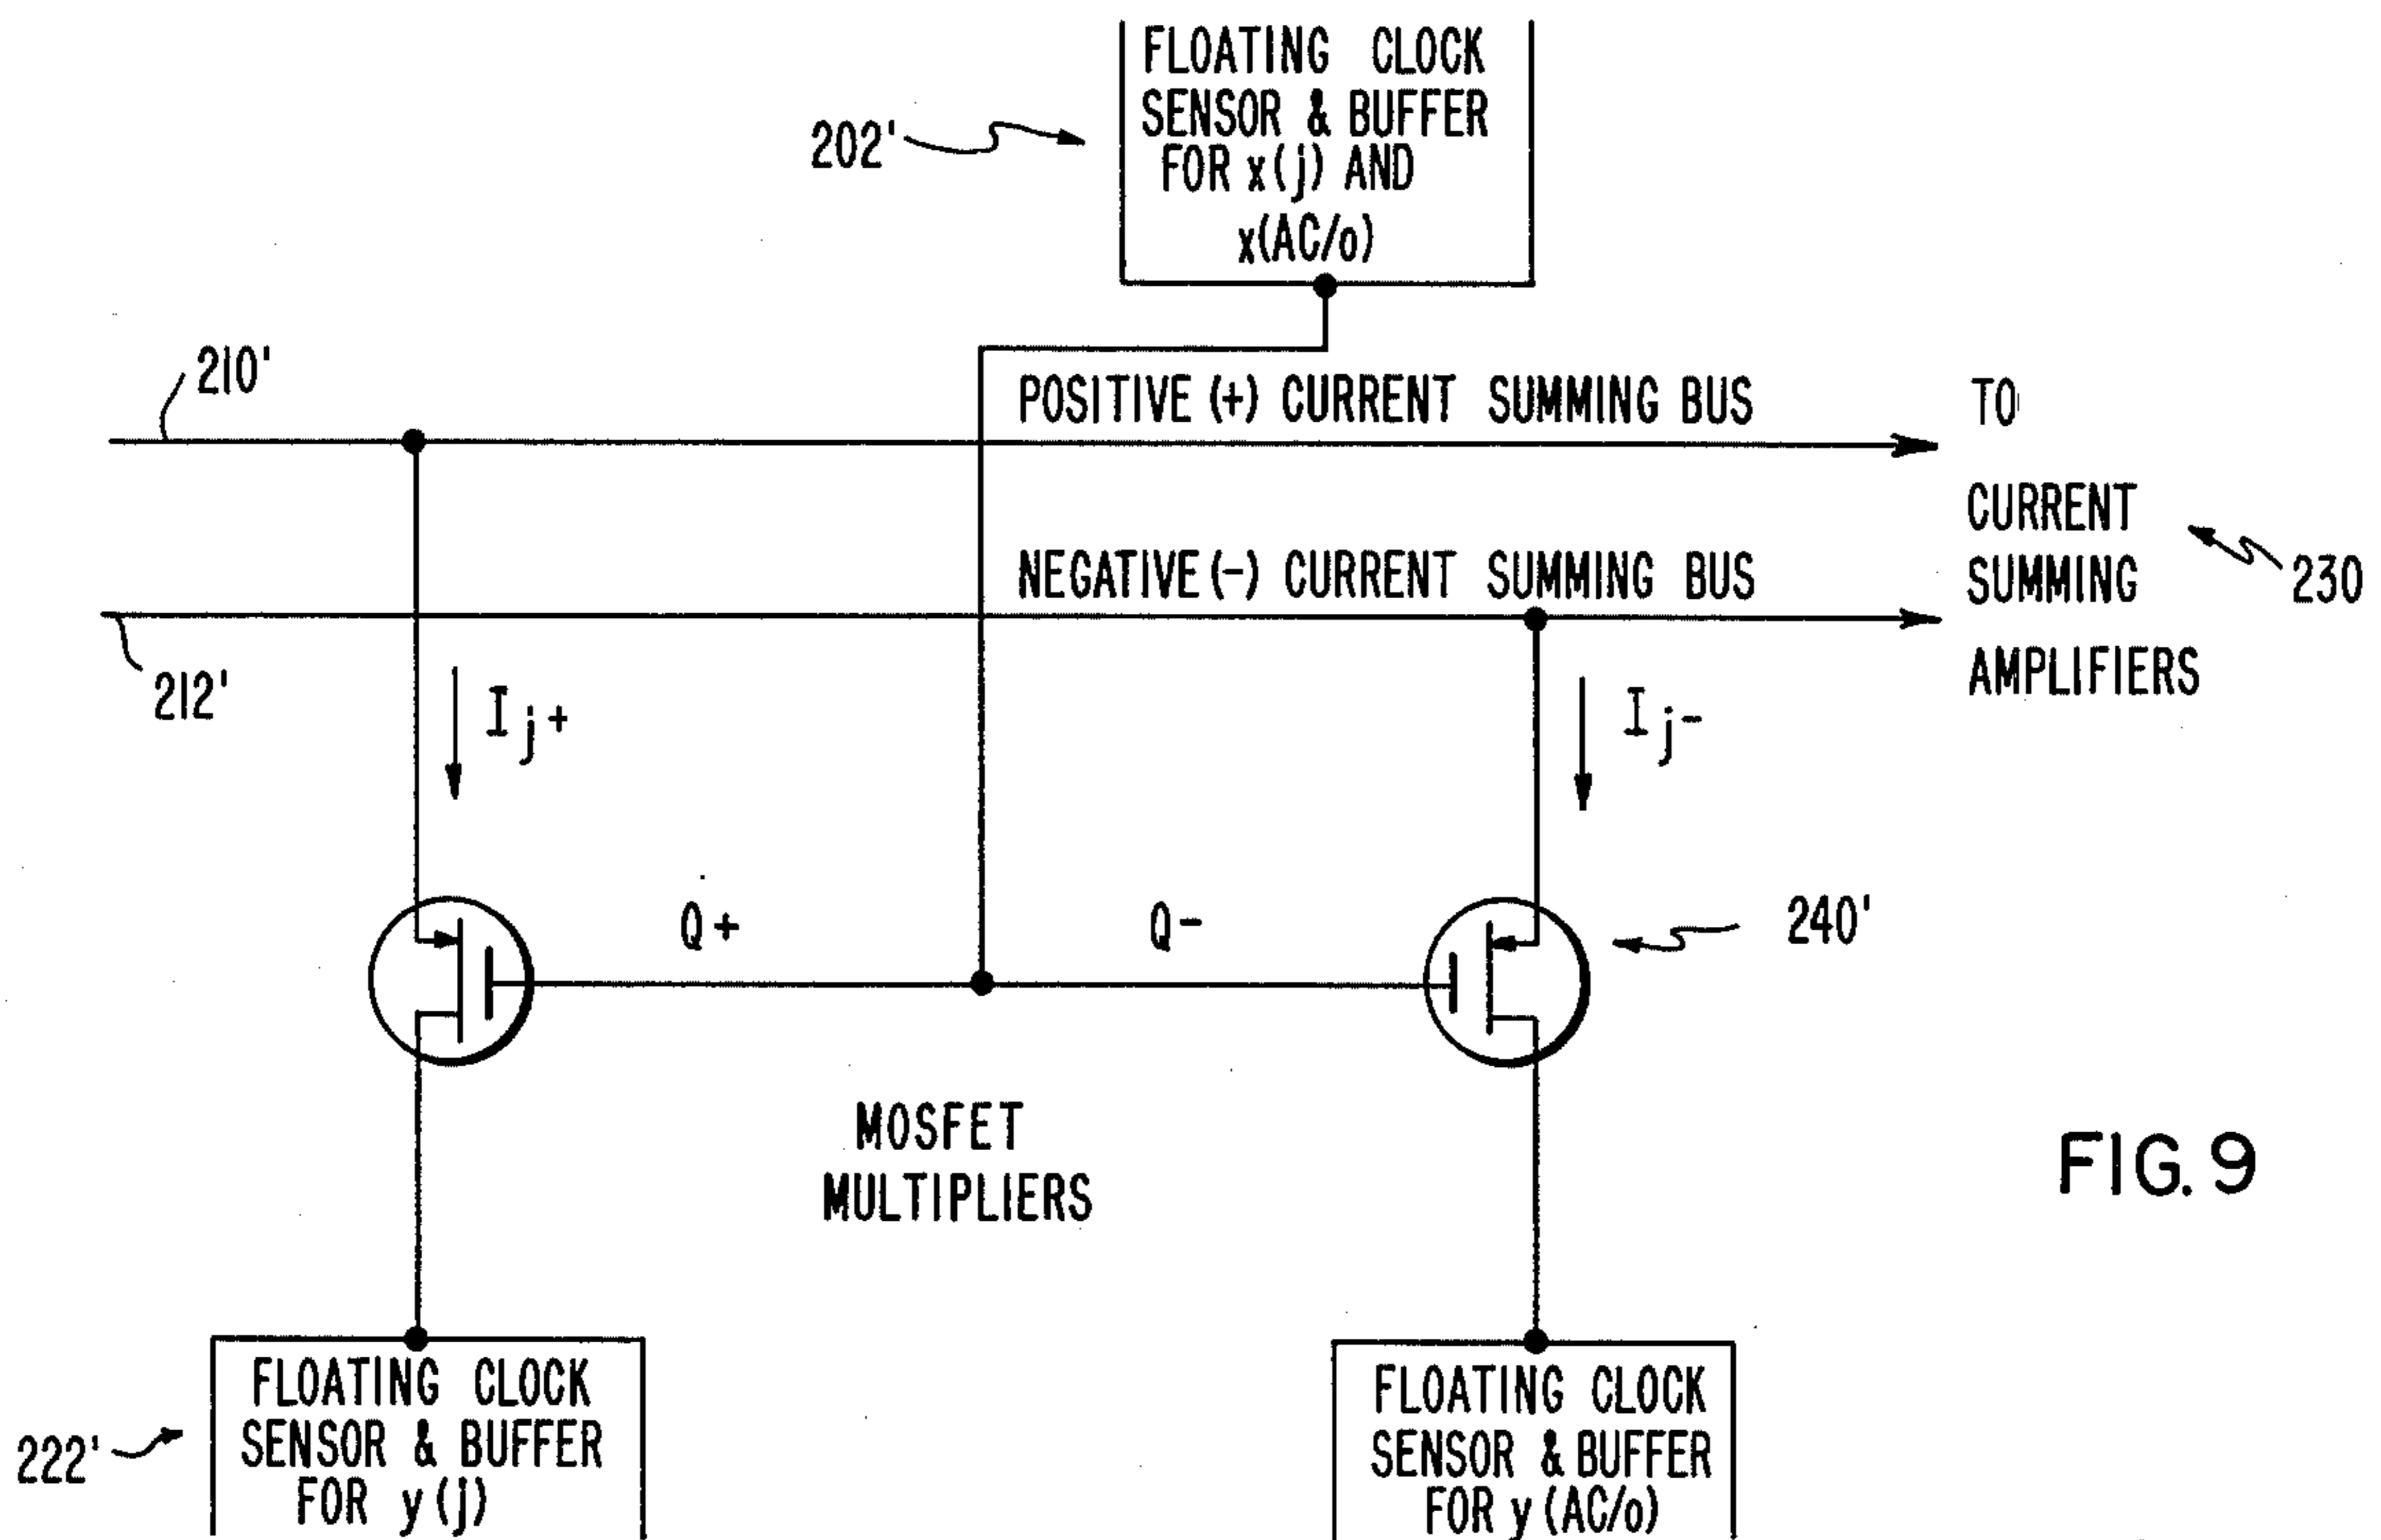 FLOATING CLOCK
SENSOR & BUFFER
FOR x(j) AND
x(AC/o)
202'
210'
POSITIVE (+) CURRENT SUMMING BUS
TO
CURRENT
SUMMING
AMPLIFIERS
230
NEGATIVE (-) CURRENT SUMMING BUS
212'
Ij+
Ij-
Q+
Q-
240'
MOSFET
MULTIPLIERS
FIG. 9
222'
FLOATING CLOCK
SENSOR & BUFFER
FOR y(j)
FLOATING CLOCK
SENSOR & BUFFER
FOR y(AC/o)